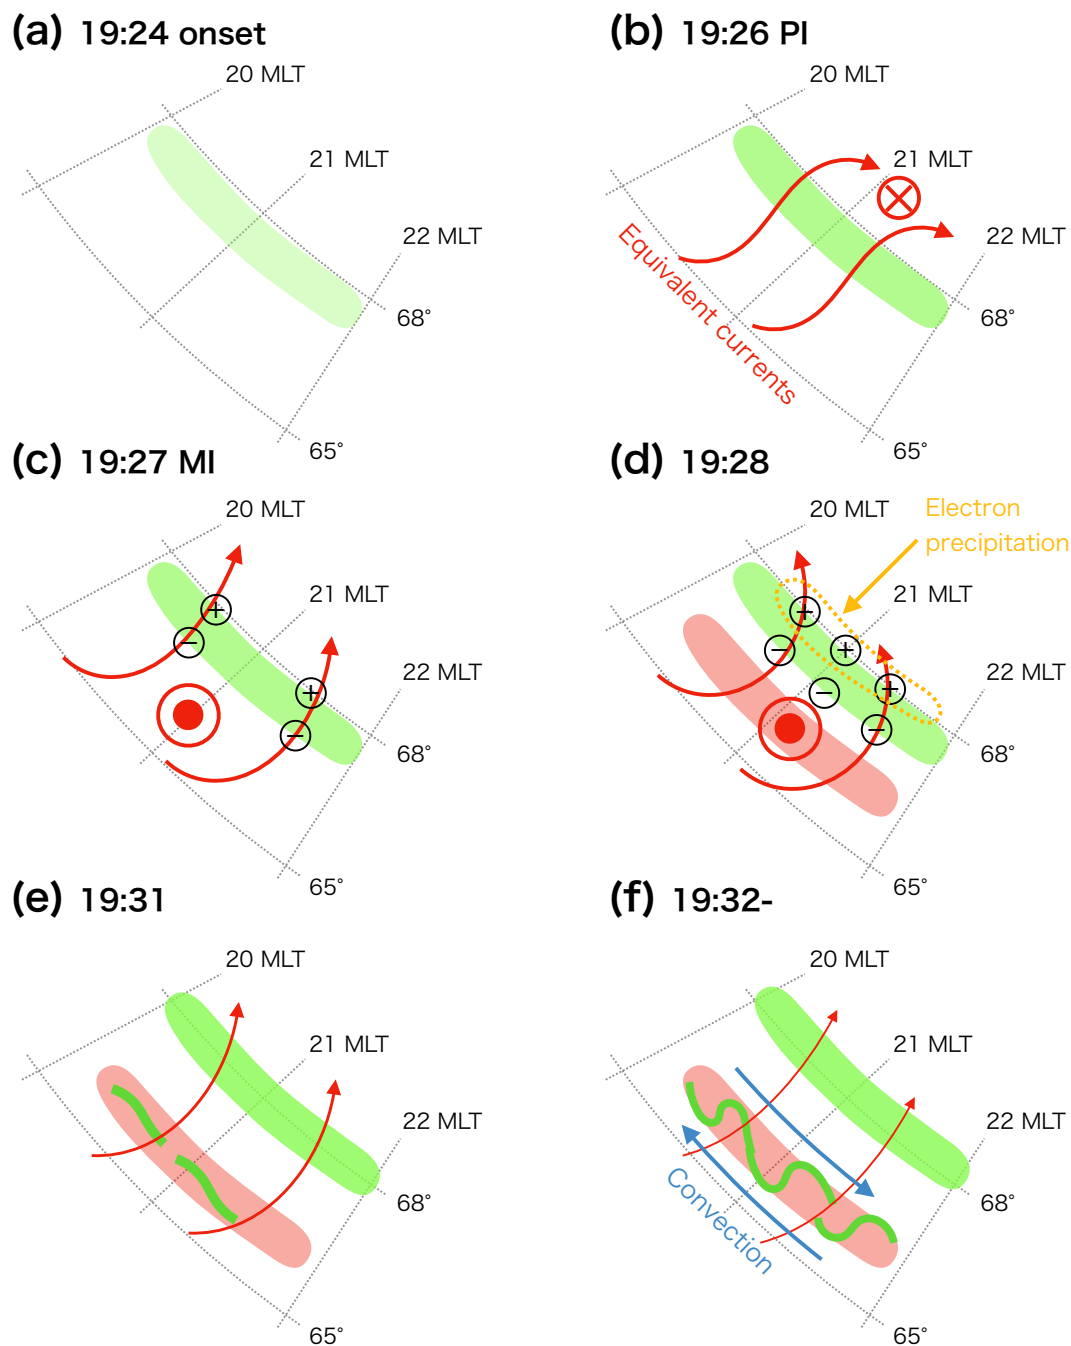 (a) 19:24 onset
20 MLT
21 MLT
22 MLT
68°
65°
(b) 19:26 PI
20 MLT
21 MLT
22 MLT
68°
65°
Equivalent currents
(c) 19:27 MI
20 MLT
21 MLT
22 MLT
68°
65°
+
−
+
−
(d) 19:28
Electron
precipitation
20 MLT
21 MLT
22 MLT
68°
65°
+
−
+
−
+
−
(e) 19:31
20 MLT
21 MLT
22 MLT
68°
65°
(f) 19:32-
20 MLT
21 MLT
22 MLT
68°
65°
Convection